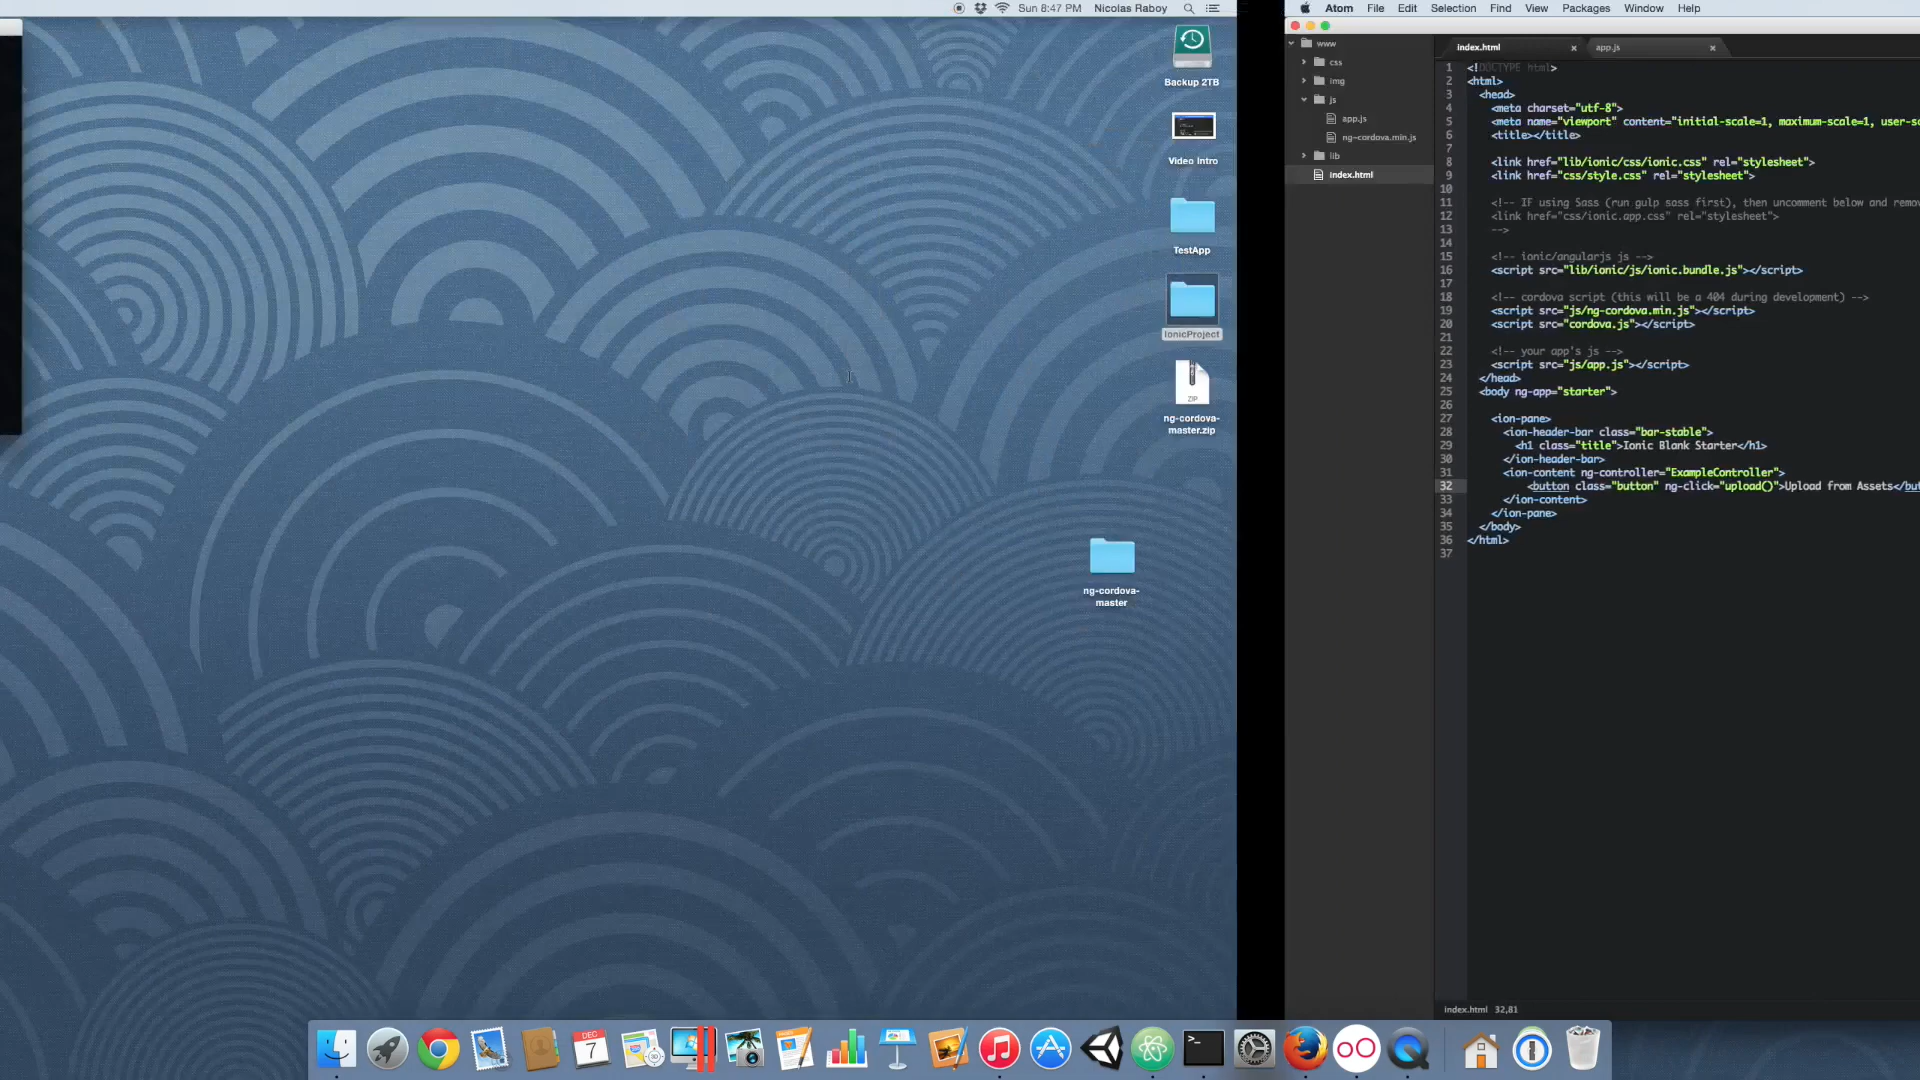 Sun 8:47 PM Nicolas Raboy
Backup 2TB
Video Intro
TestApp
IonicProject
ZIP
ng-cordova-
master.zip
ng-cordova-
master
Atom File Edit Selection Find View Packages Window Help
www
css
img
js
app.js
ng-cordova.min.js
lib
index.html
index.html app.js
1 <!DOCTYPE html>
2 <html>
3 <head>
4 <meta charset="utf-8">
5 <meta name="viewport" content="initial-scale=1, maximum-scale=1, user-sc
6 <title></title>
7
8 <link href="lib/ionic/css/ionic.css" rel="stylesheet">
9 <link href="css/style.css" rel="stylesheet">
10
11 <!-- IF using Sass (run gulp sass first), then uncomment below and remov
12 <link href="css/ionic.app.css" rel="stylesheet">
13 -->
14
15 <!-- ionic/angularjs js -->
16 <script src="lib/ionic/js/ionic.bundle.js"></script>
17
18 <!-- cordova script (this will be a 404 during development) -->
19 <script src="js/ng-cordova.min.js"></script>
20 <script src="cordova.js"></script>
21
22 <!-- your app's js -->
23 <script src="js/app.js"></script>
24 </head>
25 <body ng-app="starter">
26
27 <ion-pane>
28 <ion-header-bar class="bar-stable">
29 <h1 class="title">Ionic Blank Starter</h1>
30 </ion-header-bar>
31 <ion-content ng-controller="ExampleController">
32 <button class="button" ng-click="upload()">Upload from Assets</but
33 </ion-content>
34 </ion-pane>
35 </body>
36 </html>
37
index.html 32,81
DEC
7
>_